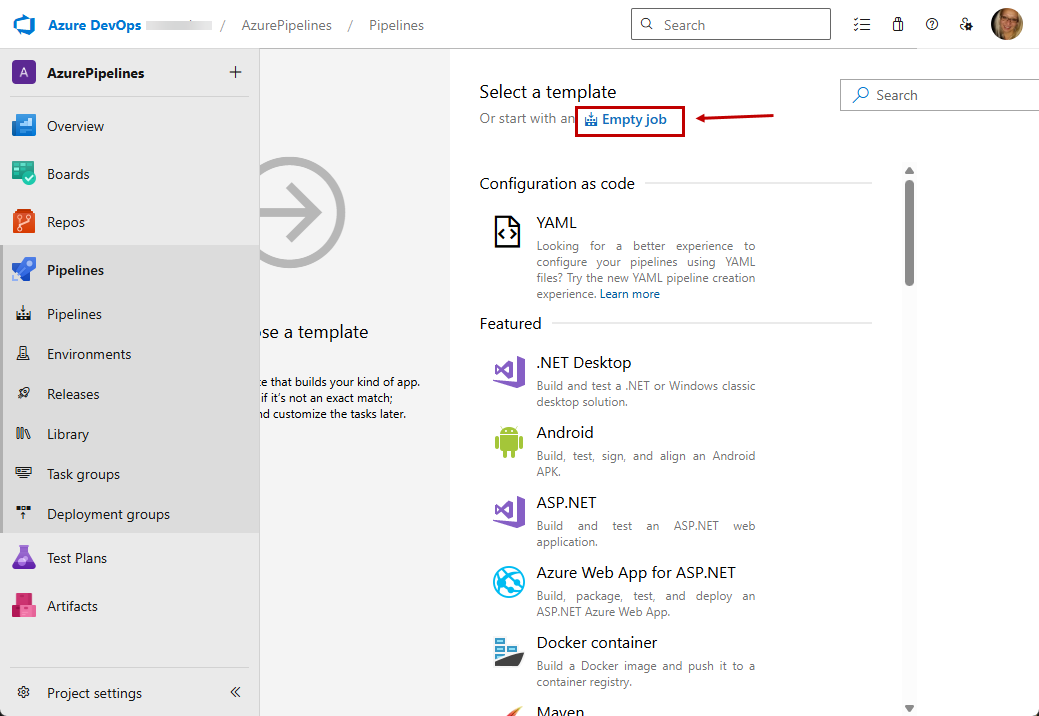 Azure DevOps / AzurePipelines / Pipelines
Search
A AzurePipelines +
Overview
Boards
Repos
Pipelines
Pipelines
Environments
Releases
Library
Task groups
Deployment groups
Test Plans
Artifacts
Project settings
ose a template
te that builds your kind of app.
if it's not an exact match;
nd customize the tasks later.
Select a template
Or start with an Empty job
Search
Configuration as code
YAML
Looking for a better experience to
configure your pipelines using YAML
files? Try the new YAML pipeline creation
experience. Learn more
Featured
.NET Desktop
Build and test a .NET or Windows classic
desktop solution.
Android
Build, test, sign, and align an Android
APK.
ASP.NET
Build and test an ASP.NET web
application.
Azure Web App for ASP.NET
Build, package, test, and deploy an
ASP.NET Azure Web App.
Docker container
Build a Docker image and push it to a
container registry.
Maven